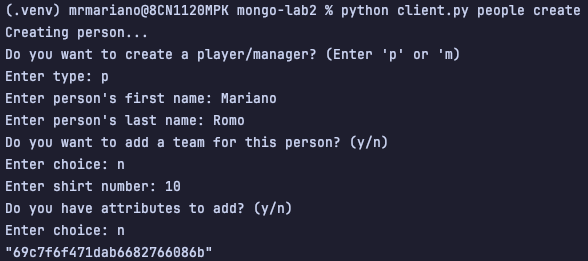 (.venv) mrmariano@8CN1120MPK mongo-lab2 % python client.py people create
Creating person...
Do you want to create a player/manager? (Enter 'p' or 'm')
Enter type: p
Enter person's first name: Mariano
Enter person's last name: Romo
Do you want to add a team for this person? (y/n)
Enter choice: n
Enter shirt number: 10
Do you have attributes to add? (y/n)
Enter choice: n
"69c7f6f471dab6682766086b"